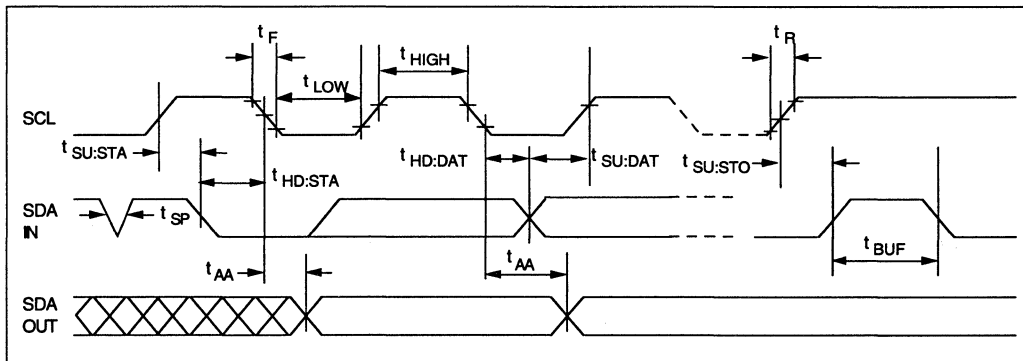 t F
t R
t HIGH
t LOW
SCL
t SU:STA
t HD:STA
t HD:DAT
t SU:DAT
t SU:STO
SDA
IN
t SP
t BUF
t AA
t AA
SDA
OUT